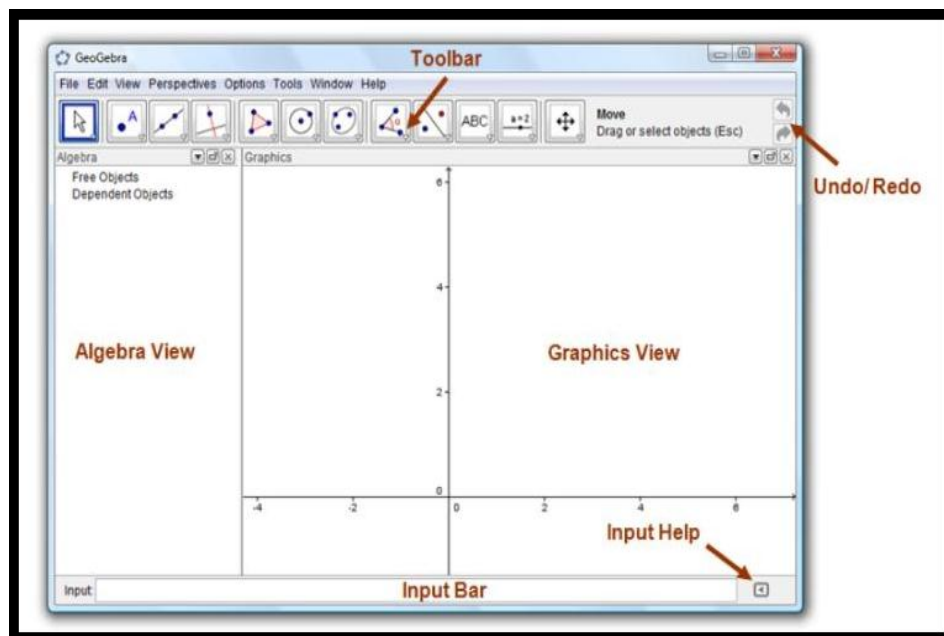 GeoGebra
Toolbar
File Edit View Perspectives Options Tools Window Help
A
α
ABC
a=2
Move
Drag or select objects (Esc)
Undo/ Redo
Algebra
Graphics
Free Objects
Dependent Objects
6
4
Algebra View
Graphics View
2
0
-4 -2 0 2 4 6
Input Help
Input:
Input Bar